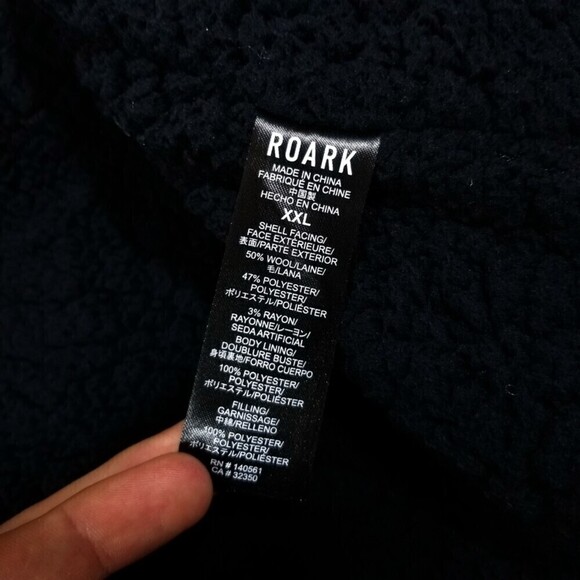 ROARK
MADE IN CHINA
FABRIQUÉ EN CHINE
中国製
HECHO EN CHINA
XXL
SHELL FACING/
FACE EXTÉRIEURE/
表面/PARTE EXTERIOR
50% WOOL/LAINE/
毛/LANA
47% POLYESTER/
POLYESTER/
ポリエステル/POLIÉSTER
3% RAYON/
RAYONNE/レーヨン/
SEDA ARTIFICIAL
BODY LINING/
DOUBLURE BUSTE/
身頃裏地/FORRO CUERPO
100% POLYESTER/
POLYESTER/
ポリエステル/POLIÉSTER
FILLING/
GARNISSAGE/
中綿/RELLENO
100% POLYESTER/
POLYESTER/
ポリエステル/POLIÉSTER
RN # 140561
CA # 32350